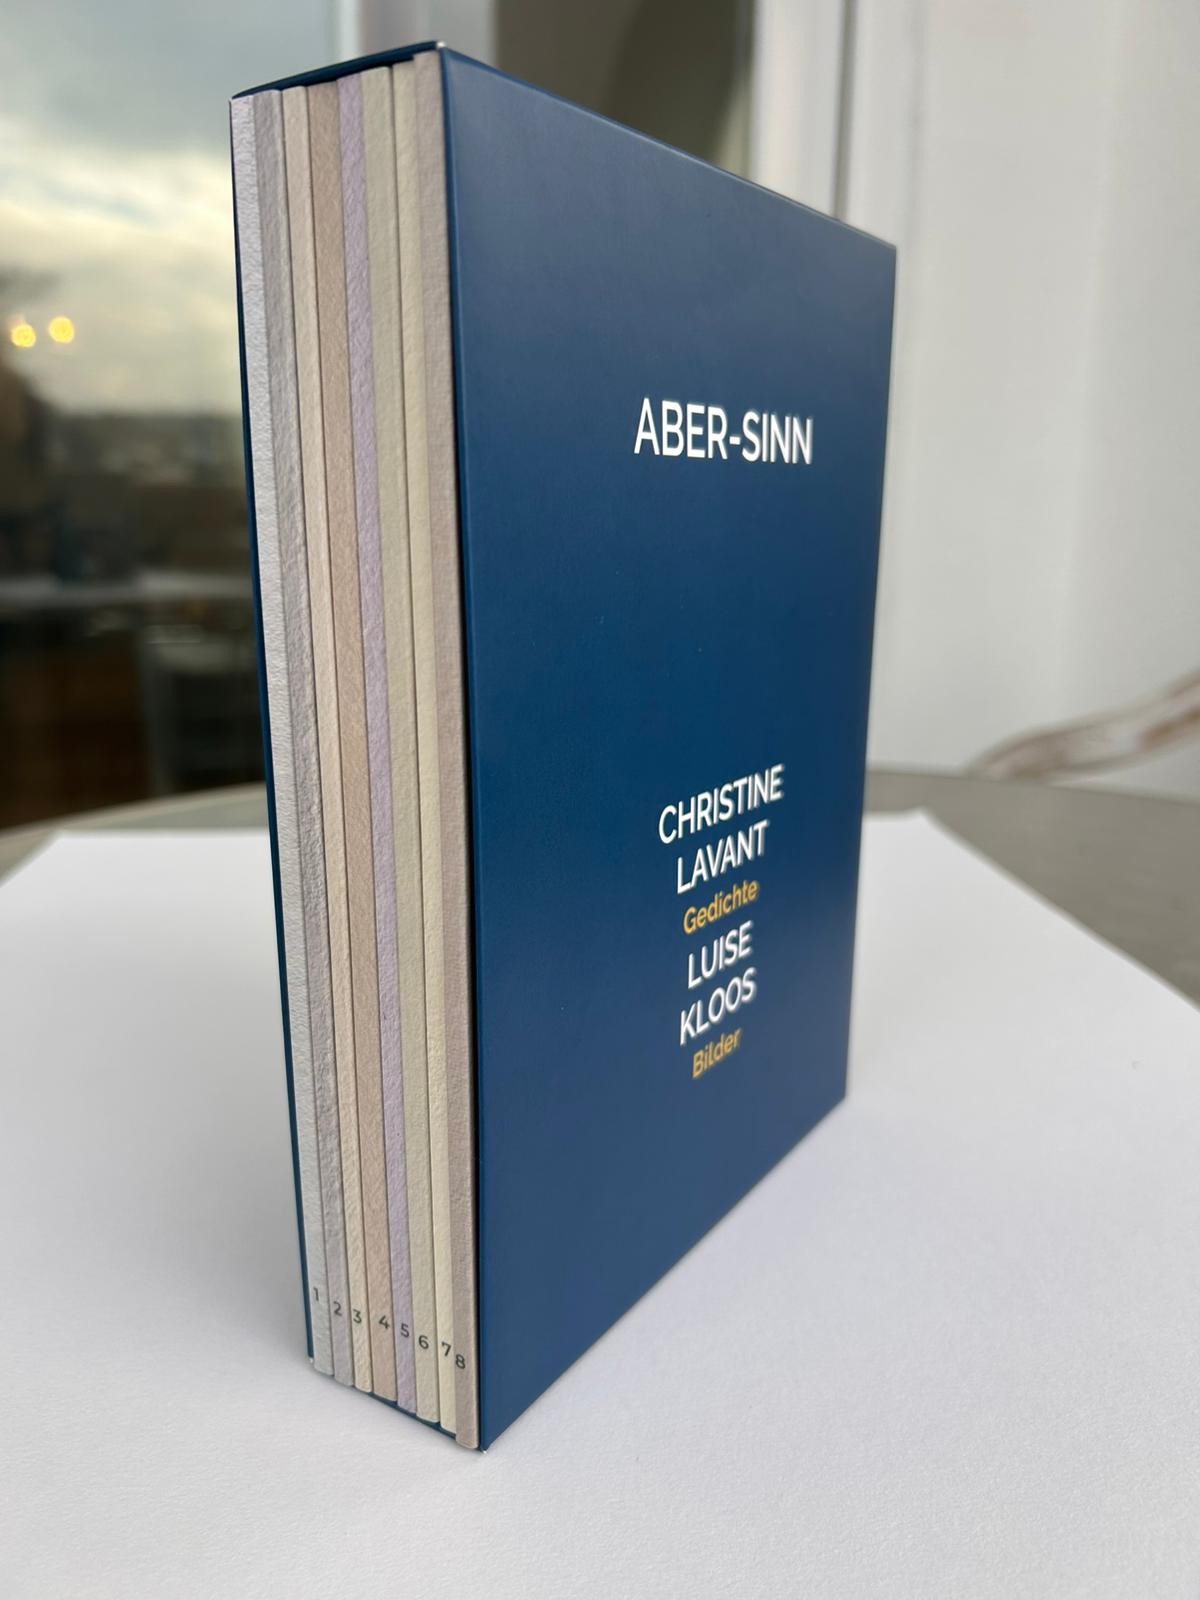 ABER-SINN
CHRISTINE
LAVANT
Gedichte
LUISE
KLOOS
Bilder
1 2 3 4 5 6 7 8